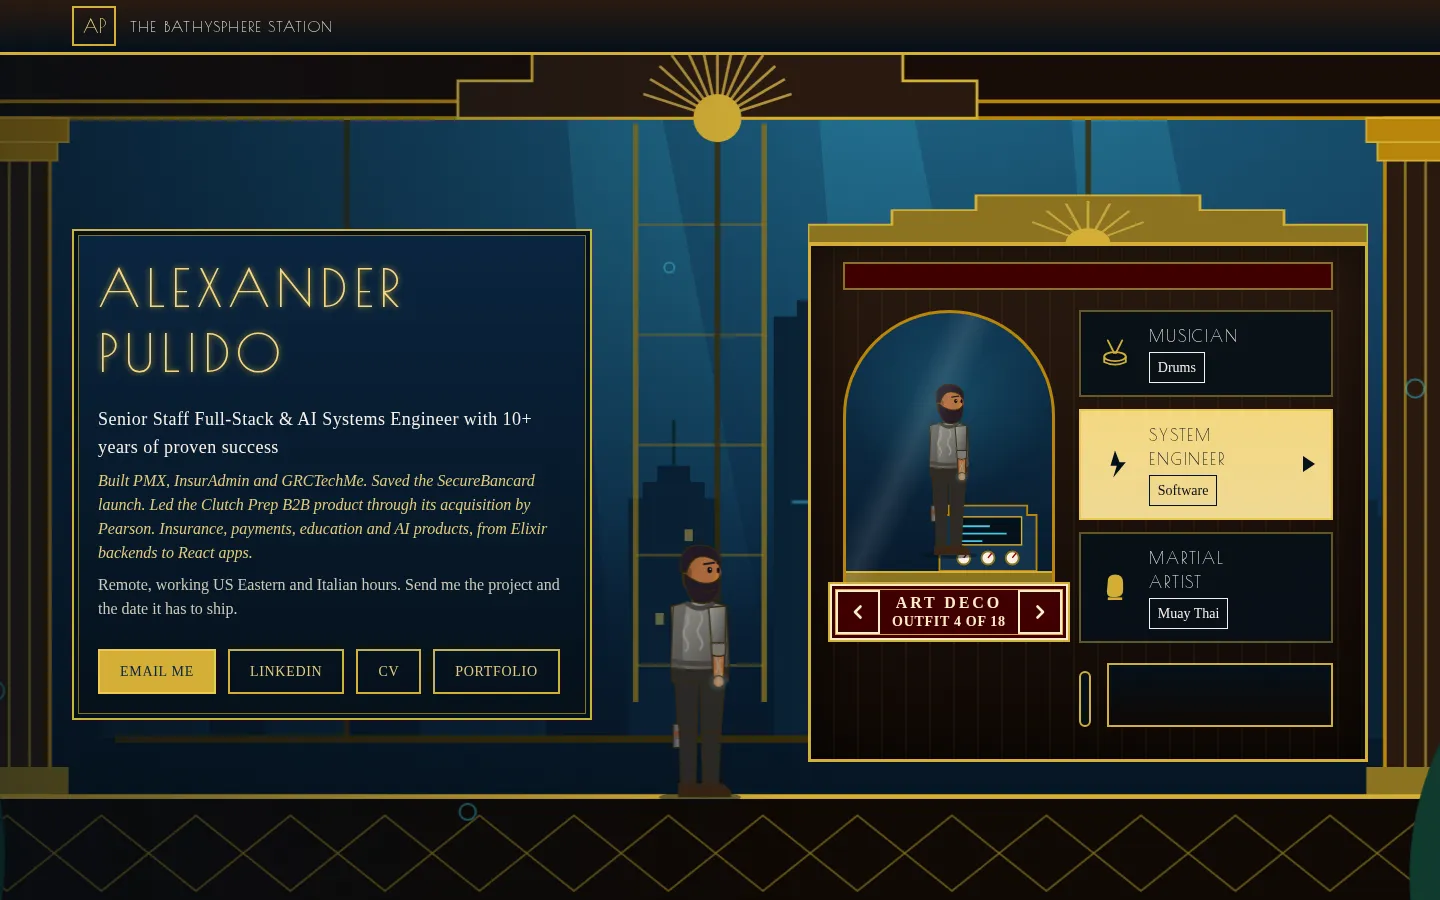 AP
THE BATHYSPHERE STATION
ALEXANDER
PULIDO
Senior Staff Full-Stack & AI Systems Engineer with 10+
years of proven success
Built PMX, InsurAdmin and GRCTechMe. Saved the SecureBancard
launch. Led the Clutch Prep B2B product through its acquisition by
Pearson. Insurance, payments, education and AI products, from Elixir
backends to React apps.
Remote, working US Eastern and Italian hours. Send me the project and
the date it has to ship.
EMAIL ME
LINKEDIN
CV
PORTFOLIO
MUSICIAN
Drums
SYSTEM
ENGINEER
Software
MARTIAL
ARTIST
Muay Thai
ART DECO
OUTFIT 4 OF 18